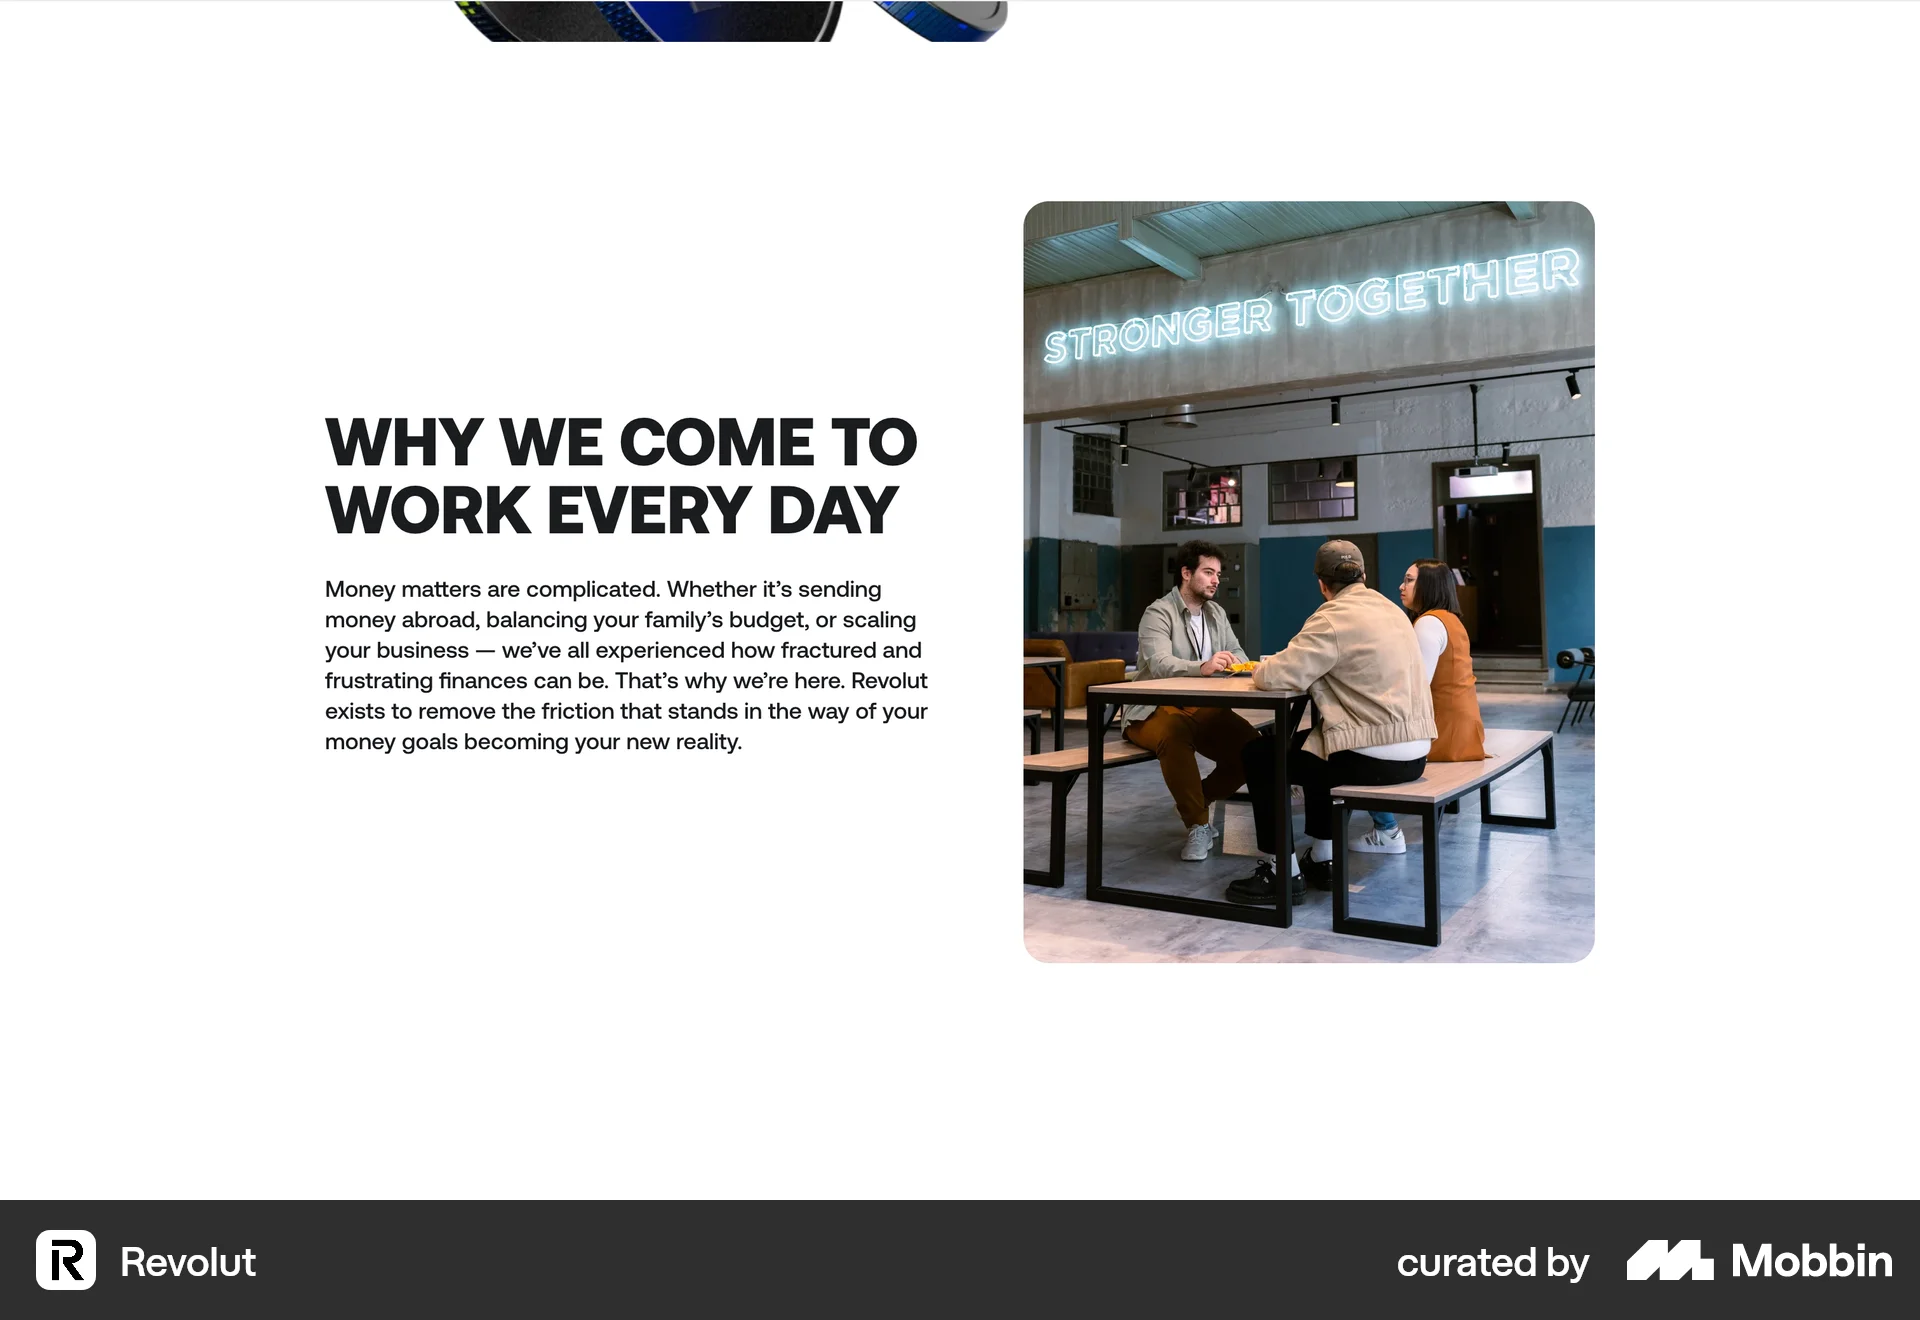 STRONGER TOGETHER
WHY WE COME TO
WORK EVERY DAY
Money matters are complicated. Whether it’s sending
money abroad, balancing your family’s budget, or scaling
your business — we’ve all experienced how fractured and
frustrating finances can be. That’s why we’re here. Revolut
exists to remove the friction that stands in the way of your
money goals becoming your new reality.
R Revolut
curated by Mobbin